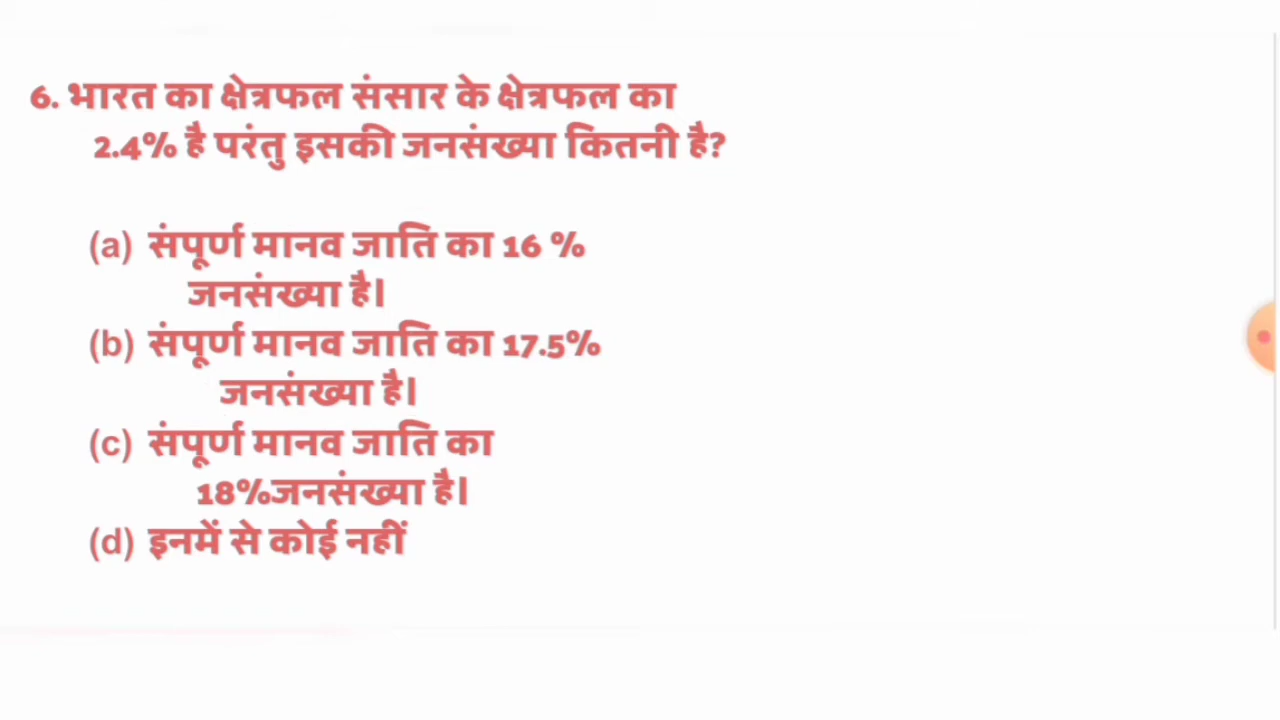 6. भारत का क्षेत्रफल संसार के क्षेत्रफल का
2.4% है परंतु इसकी जनसंख्या कितनी है?
(a) संपूर्ण मानव जाति का 16 %
जनसंख्या है।
(b) संपूर्ण मानव जाति का 17.5%
जनसंख्या है।
(c) संपूर्ण मानव जाति का
18%जनसंख्या है।
(d) इनमें से कोई नहीं